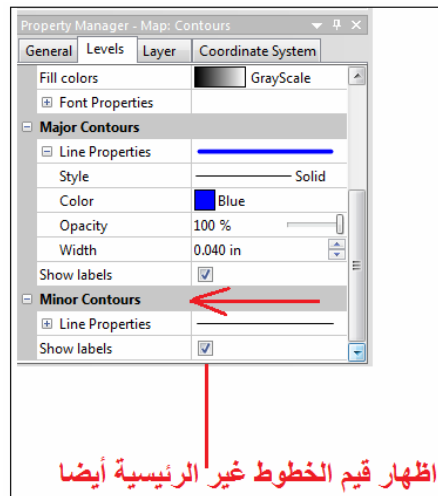 Property Manager - Map: Contours
General Levels Layer Coordinate System
Fill colors GrayScale
Font Properties
Major Contours
Line Properties
Style Solid
Color Blue
Opacity 100 %
Width 0.040 in
Show labels
Minor Contours
Line Properties
Show labels
اظهار قيم الخطوط غير الرئيسية أيضا